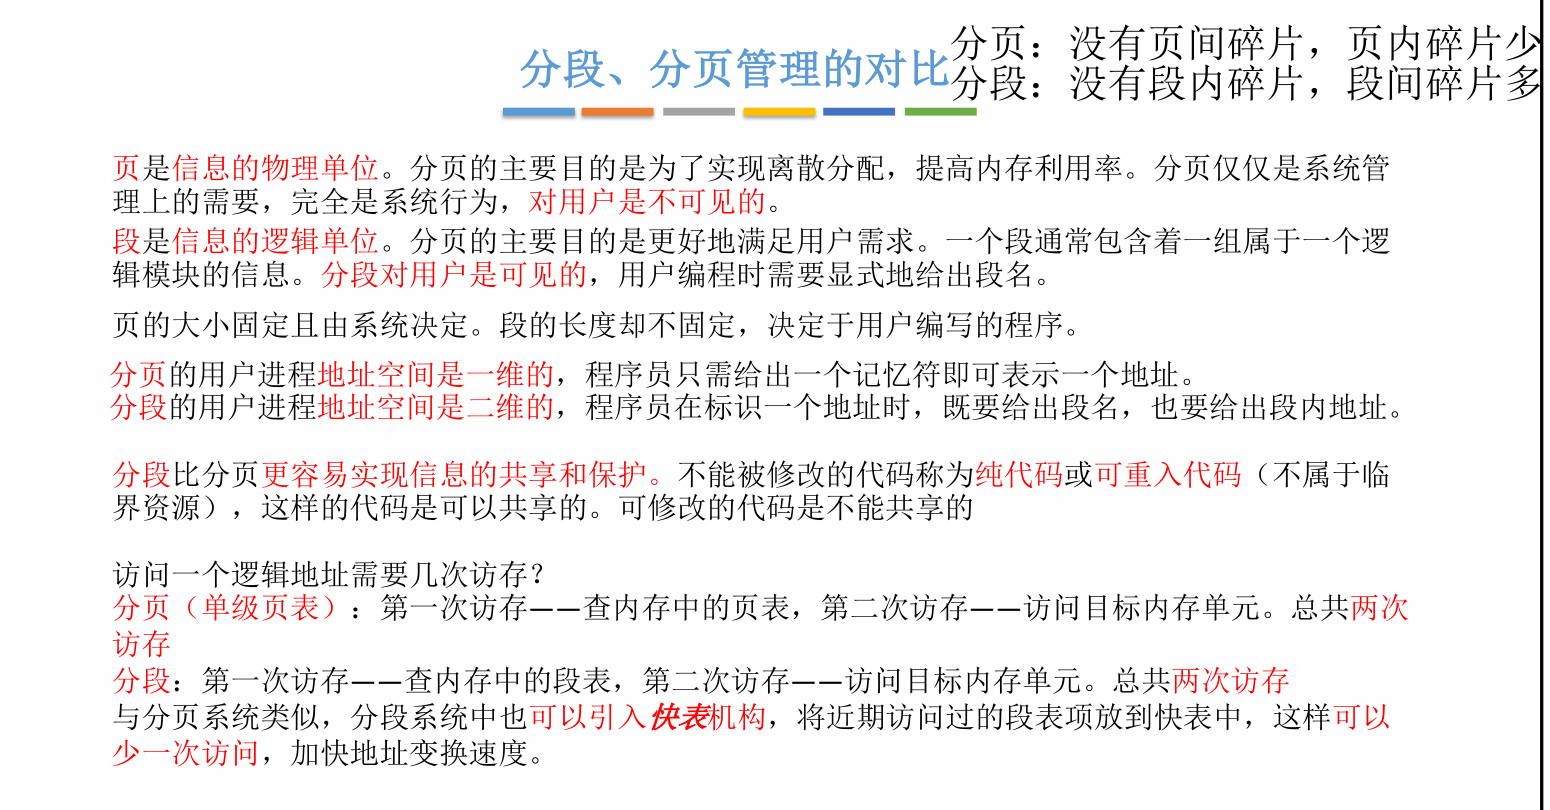 分段、分页管理的对比
分页：没有页间碎片，页内碎片少
分段：没有段内碎片，段间碎片多
页是信息的物理单位。分页的主要目的是为了实现离散分配，提高内存利用率。分页仅仅是系统管
理上的需要，完全是系统行为，对用户是不可见的。
段是信息的逻辑单位。分页的主要目的是更好地满足用户需求。一个段通常包含着一组属于一个逻
辑模块的信息。分段对用户是可见的，用户编程时需要显式地给出段名。
页的大小固定且由系统决定。段的长度却不固定，决定于用户编写的程序。
分页的用户进程地址空间是一维的，程序员只需给出一个记忆符即可表示一个地址。
分段的用户进程地址空间是二维的，程序员在标识一个地址时，既要给出段名，也要给出段内地址。
分段比分页更容易实现信息的共享和保护。不能被修改的代码称为纯代码或可重入代码（不属于临
界资源），这样的代码是可以共享的。可修改的代码是不能共享的
访问一个逻辑地址需要几次访存？
分页（单级页表）：第一次访存——查内存中的页表，第二次访存——访问目标内存单元。总共两次
访存
分段：第一次访存——查内存中的段表，第二次访存——访问目标内存单元。总共两次访存
与分页系统类似，分段系统中也可以引入快表机构，将近期访问过的段表项放到快表中，这样可以
少一次访问，加快地址变换速度。